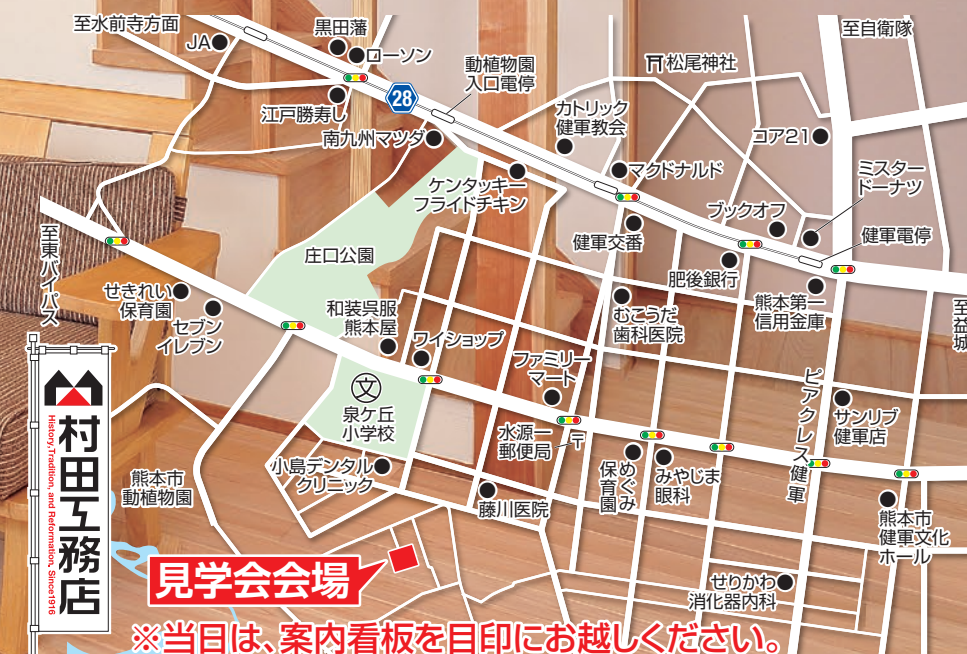 至水前寺方面
JA
黒田藩
ローソン
江戸勝寿し
28
動植物園
入口電停
南九州マツダ
松尾神社
至自衛隊
カトリック
健軍教会
コア21
マクドナルド
ミスター
ドーナツ
ケンタッキー
フライドチキン
ブックオフ
健軍交番
健軍電停
至東バイパス
庄口公園
肥後銀行
せきれい
保育園
セブン
イレブン
和装呉服
熊本屋
ワイショップ
むこうだ
歯科医院
熊本第一
信用金庫
至益城
ファミリー
マート
ピアクレス健軍
文
泉ケ丘
小学校
サンリブ
健軍店
水源一
郵便局
〒
小島デンタル
クリニック
めぐみ
保育園
みやじま
眼科
熊本市
動植物園
藤川医院
熊本市
健軍文化
ホール
せりかわ
消化器内科
村田工務店
History,Tradition, and Reformation, Since1916
見学会会場
※当日は、案内看板を目印にお越しください。